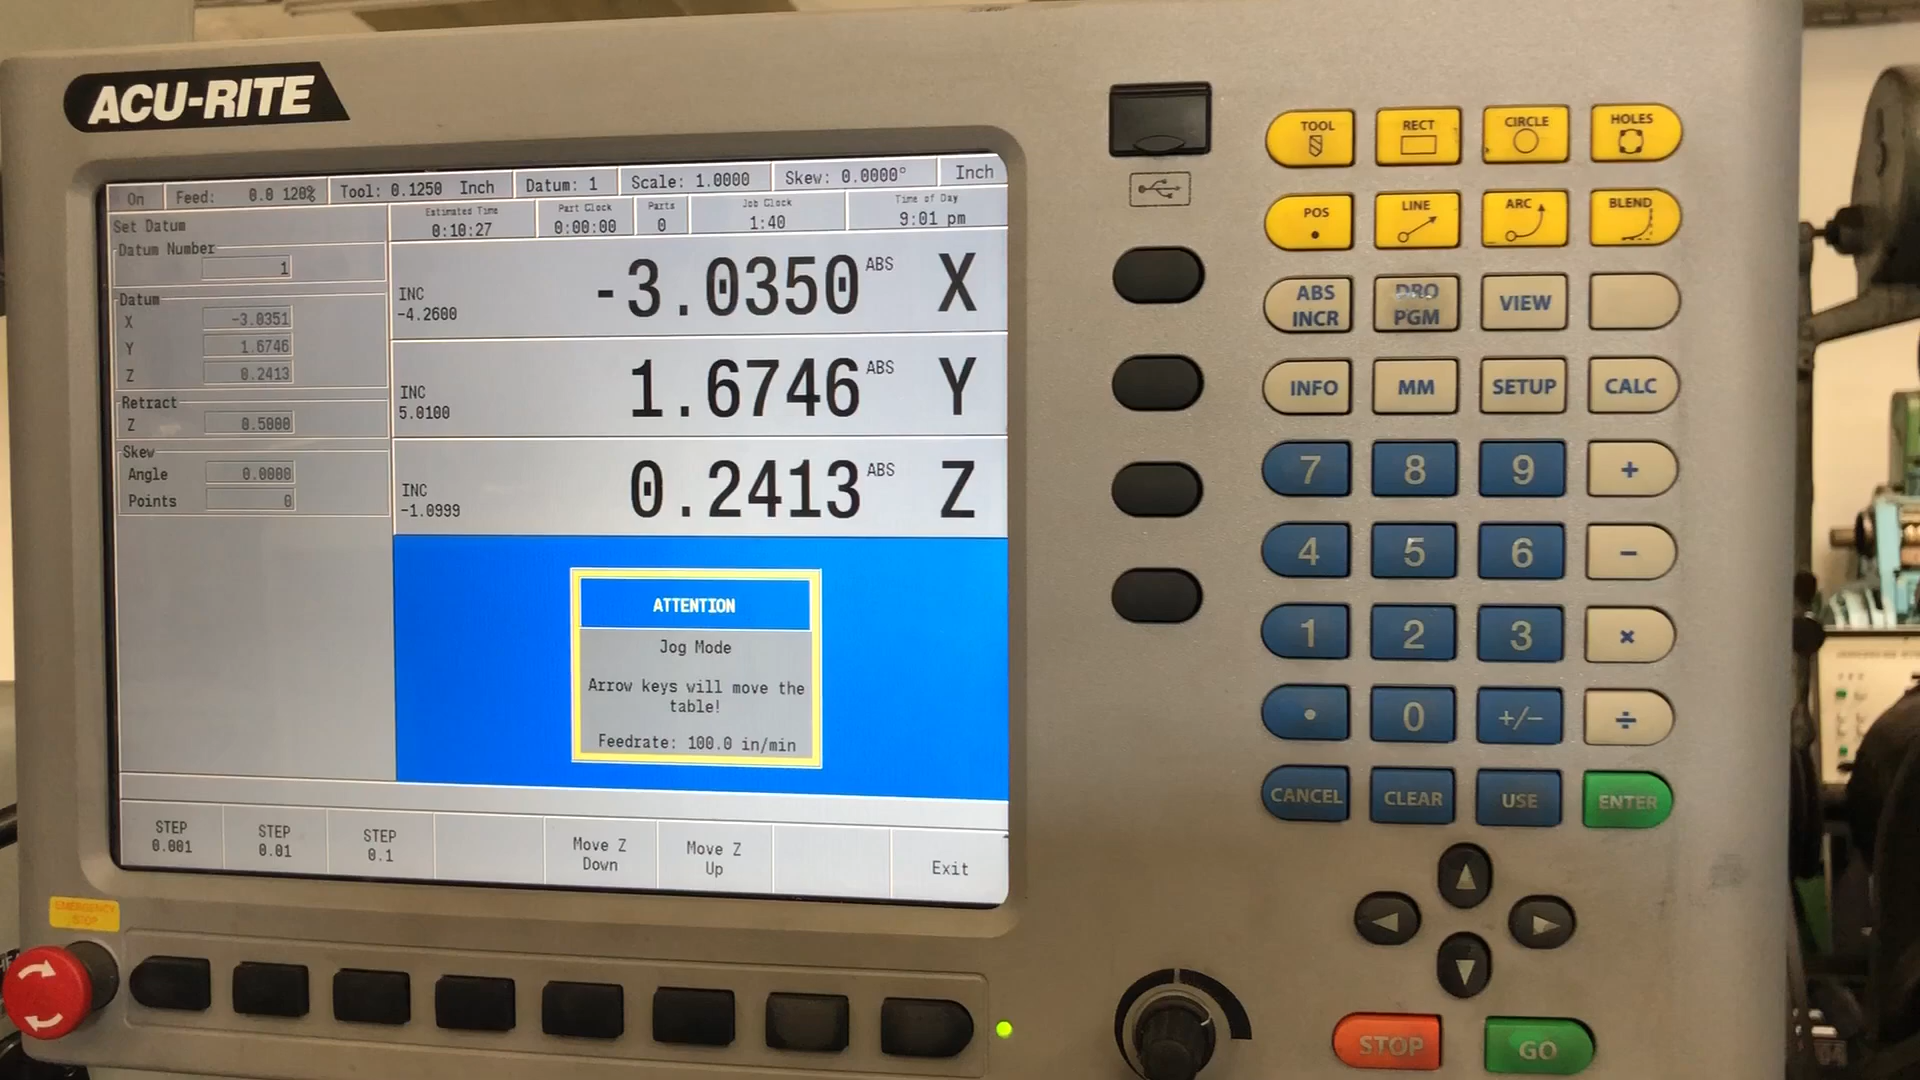 ACU-RITE
On Feed: 0.0 120% Tool: 0.1250 Inch Datum: 1 Scale: 1.0000 Skew: 0.0000° Inch
Estimated Time Part Clock Parts Job Clock Time of Day
0:10:27 0:00:00 0 1:40 9:01 pm
Set Datum
Datum Number
1
Datum
X -3.0351
Y 1.6746
Z 0.2413
Retract
Z 0.5000
Skew
Angle 0.0000
Points 0
INC
-4.2600
-3.0350 ABS X
INC
5.0100
1.6746 ABS Y
INC
-1.0999
0.2413 ABS Z
ATTENTION
Jog Mode
Arrow keys will move the
table!
Feedrate: 100.0 in/min
STEP
0.001
STEP
0.01
STEP
0.1
Move Z
Down
Move Z
Up
Exit
EMERGENCY
STOP
TOOL RECT CIRCLE HOLES
POS LINE ARC BLEND
ABS
INCR
DRO
PGM
VIEW
INFO MM SETUP CALC
7 8 9 +
4 5 6 −
1 2 3 ×
• 0 +/− ÷
CANCEL CLEAR USE ENTER
STOP GO